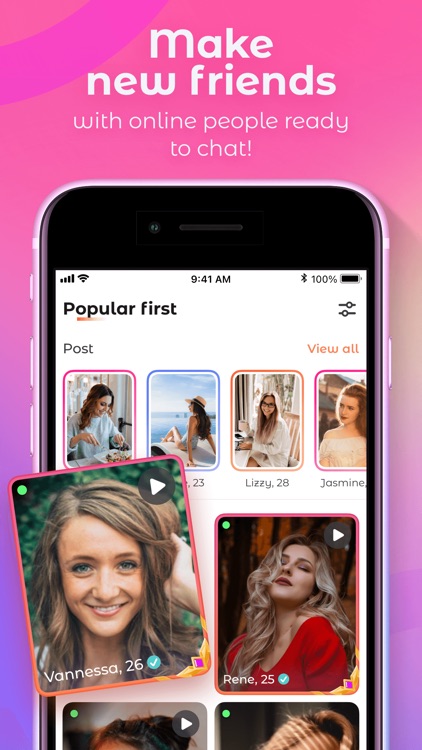 Make
new friends
with online people ready
to chat!
9:41 AM
100%
Popular first
Post
View all
23
Lizzy, 28
Jasmine,
Vannessa, 26
Rene, 25